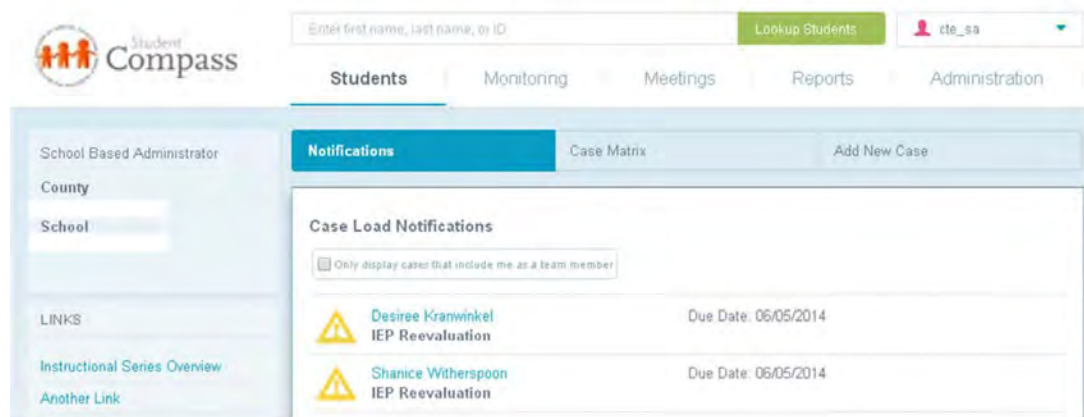 Student
Compass
Enter first name, last name, or ID
Lookup Students
cte_sa
Students
Monitoring
Meetings
Reports
Administration
School Based Administrator
County
School
LINKS
Instructional Series Overview
Another Link
Notifications
Case Matrix
Add New Case
Case Load Notifications
Only display cases that include me as a team member
Desiree Kranwinkel
Due Date: 06/05/2014
IEP Reevaluation
Shanice Witherspoon
Due Date: 06/05/2014
IEP Reevaluation